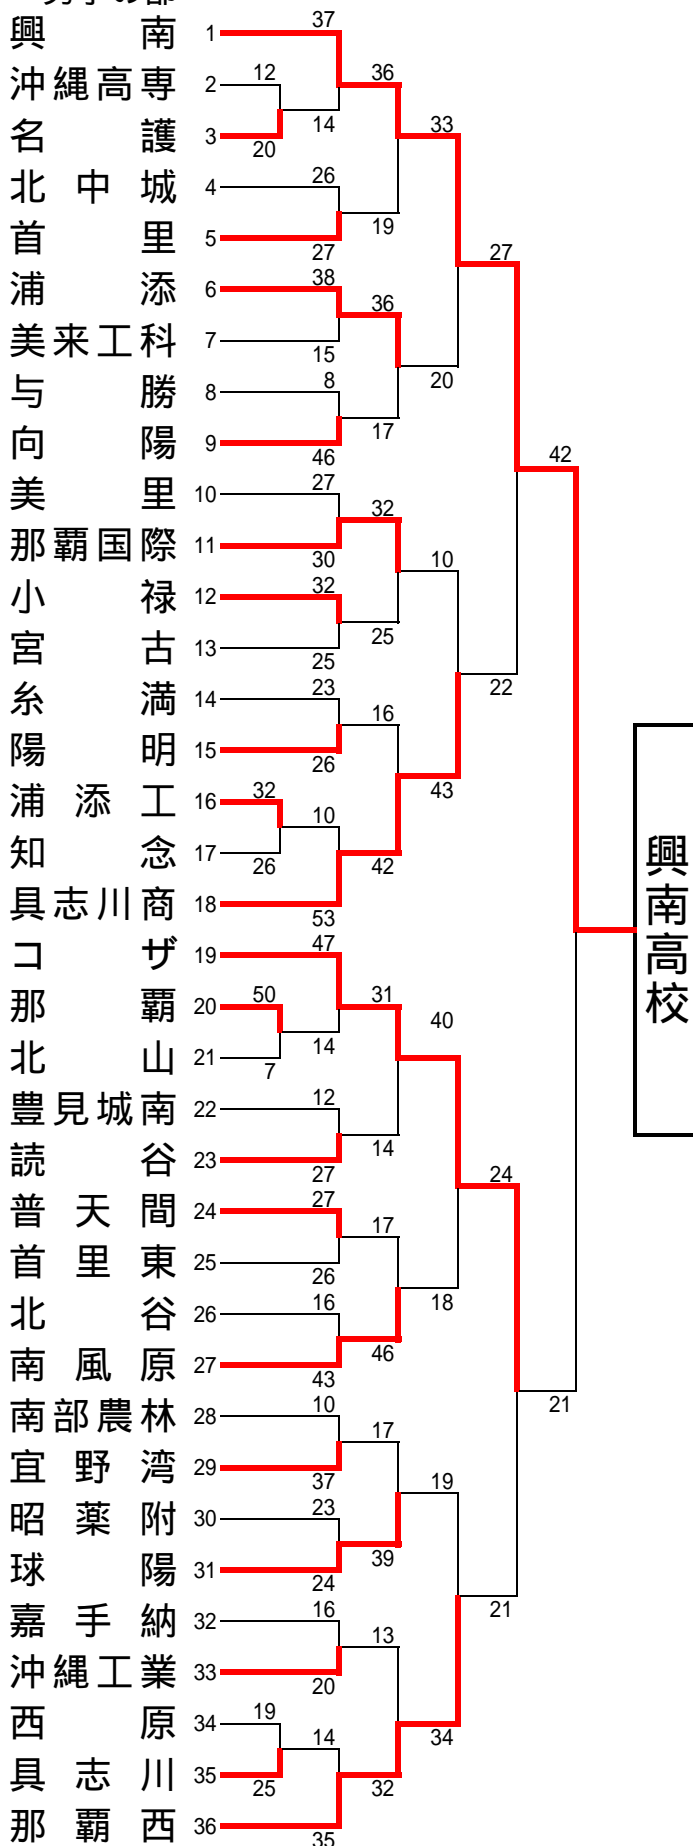 興南 1 37
沖縄高専 2 12 36
14
名護 3 20 33
北中城 4 26
19
首里 5 27 27
浦添 6 38 36
美来工科 7 15
与勝 8 8 20
17
向陽 9 46 42
美里 10 27
32
那覇国際 11 30 10
小禄 12 32
25
宮古 13 25
22
糸満 14 23 16
陽明 15 26
浦添工 16 32 43
10
知念 17 26 42
興南高校
具志川商 18 53
コザ 19 47
那覇 20 50 31 40
14
北山 21 7
豊見城南 22 12
14
読谷 23 27 24
普天間 24 27 17
首里東 25 26
北谷 26 16 18
46
南風原 27 43
21
南部農林 28 10 17
宜野湾 29 37 19
昭薬附 30 23
39
球陽 31 24
嘉手納 32 16 21
13
沖縄工業 33 20
西原 34 19 34
14
具志川 35 25 32
那覇西 36 35